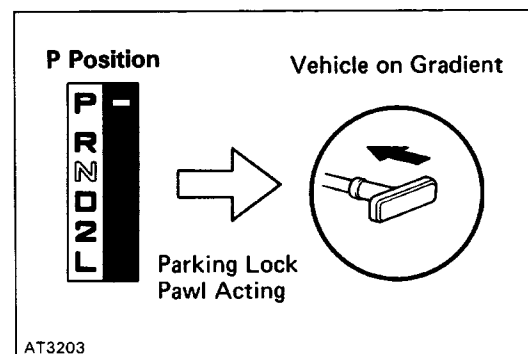 P Position
Vehicle on Gradient
P
R
N
D
2
L
Parking Lock
Pawl Acting
AT3203